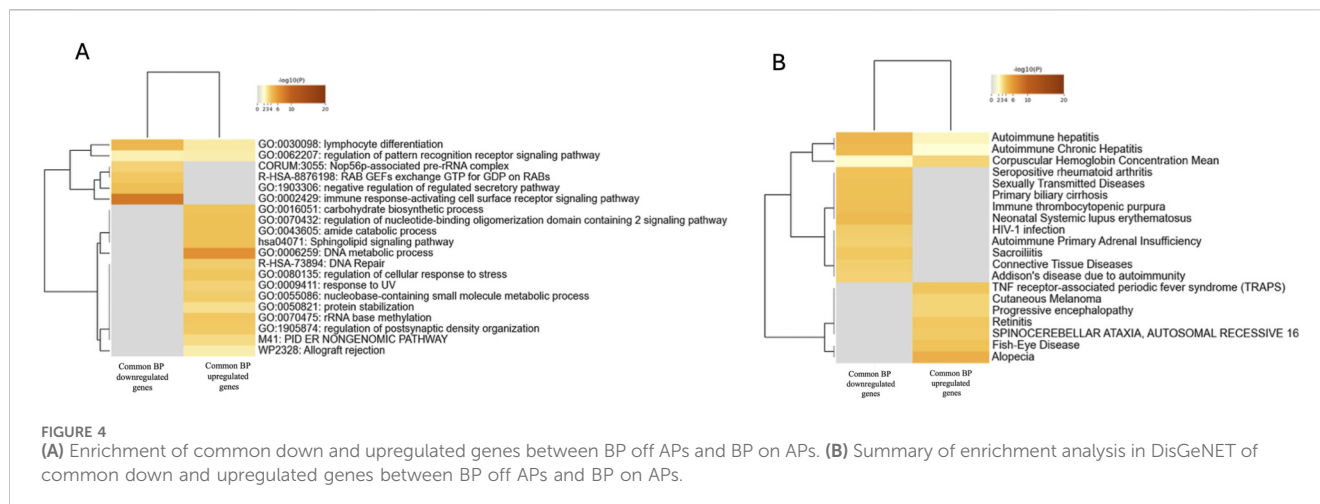 A
-log10(P)
0 2 3 4 6 10 20
GO:0030098: lymphocyte differentiation
GO:0062207: regulation of pattern recognition receptor signaling pathway
CORUM:3055: Nop56p-associated pre-rRNA complex
R-HSA-8876198: RAB GEFs exchange GTP for GDP on RABs
GO:1903306: negative regulation of regulated secretory pathway
GO:0002429: immune response-activating cell surface receptor signaling pathway
GO:0016051: carbohydrate biosynthetic process
GO:0070432: regulation of nucleotide-binding oligomerization domain containing 2 signaling pathway
GO:0043605: amide catabolic process
hsa04071: Sphingolipid signaling pathway
GO:0006259: DNA metabolic process
R-HSA-73894: DNA Repair
GO:0080135: regulation of cellular response to stress
GO:0009411: response to UV
GO:0055086: nucleobase-containing small molecule metabolic process
GO:0050821: protein stabilization
GO:0070475: rRNA base methylation
GO:1905874: regulation of postsynaptic density organization
M41: PID ER NONGENOMIC PATHWAY
WP2328: Allograft rejection
Common BP downregulated genes
Common BP upregulated genes
B
-log10(P)
0 2 3 4 6 10 20
Autoimmune hepatitis
Autoimmune Chronic Hepatitis
Corpuscular Hemoglobin Concentration Mean
Seropositive rheumatoid arthritis
Sexually Transmitted Diseases
Primary biliary cirrhosis
Immune thrombocytopenic purpura
Neonatal Systemic lupus erythematosus
HIV-1 infection
Autoimmune Primary Adrenal Insufficiency
Sacroiliitis
Connective Tissue Diseases
Addison's disease due to autoimmunity
TNF receptor-associated periodic fever syndrome (TRAPS)
Cutaneous Melanoma
Progressive encephalopathy
Retinitis
SPINOCEREBELLAR ATAXIA, AUTOSOMAL RECESSIVE 16
Fish-Eye Disease
Alopecia
Common BP downregulated genes
Common BP upregulated genes
FIGURE 4
(A) Enrichment of common down and upregulated genes between BP off APs and BP on APs. (B) Summary of enrichment analysis in DisGeNET of
common down and upregulated genes between BP off APs and BP on APs.